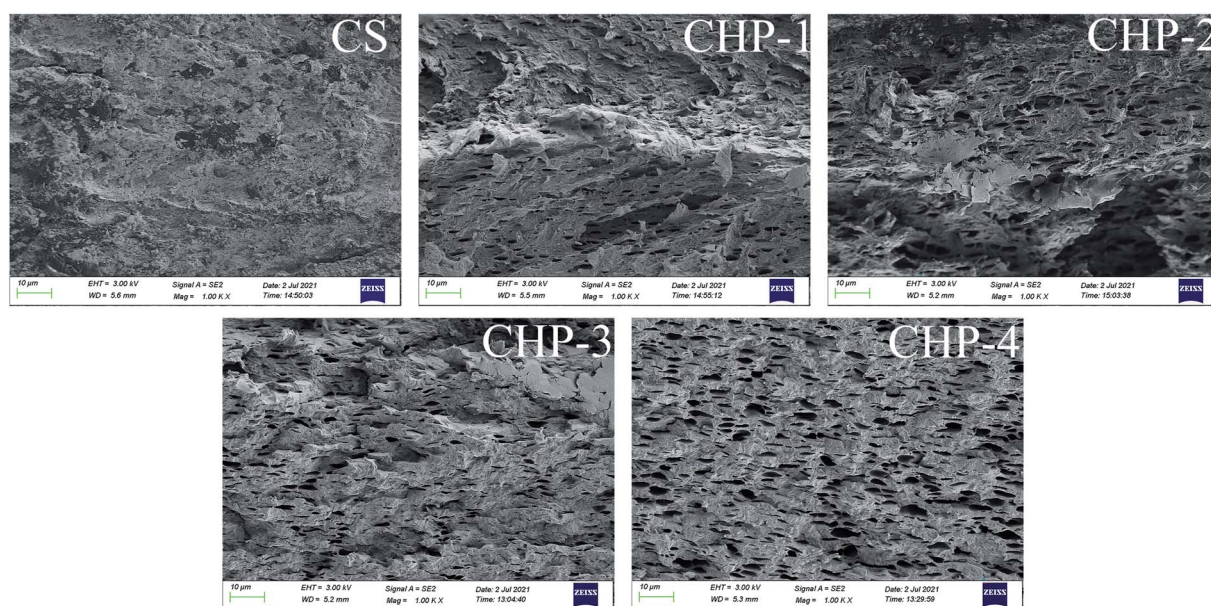 CS
10 µm
EHT = 3.00 kV
Signal A = SE2
Date: 2 Jul 2021
WD = 5.6 mm
Mag = 1.00 K X
Time: 14:50:03
ZEISS
CHP-1
10 µm
EHT = 3.00 kV
Signal A = SE2
Date: 2 Jul 2021
WD = 5.5 mm
Mag = 1.00 K X
Time: 14:55:12
ZEISS
CHP-2
10 µm
EHT = 3.00 kV
Signal A = SE2
Date: 2 Jul 2021
WD = 5.2 mm
Mag = 1.00 K X
Time: 15:03:38
ZEISS
CHP-3
10 µm
EHT = 3.00 kV
Signal A = SE2
Date: 2 Jul 2021
WD = 5.2 mm
Mag = 1.00 K X
Time: 13:04:40
ZEISS
CHP-4
10 µm
EHT = 3.00 kV
Signal A = SE2
Date: 2 Jul 2021
WD = 5.3 mm
Mag = 1.00 K X
Time: 13:29:59
ZEISS